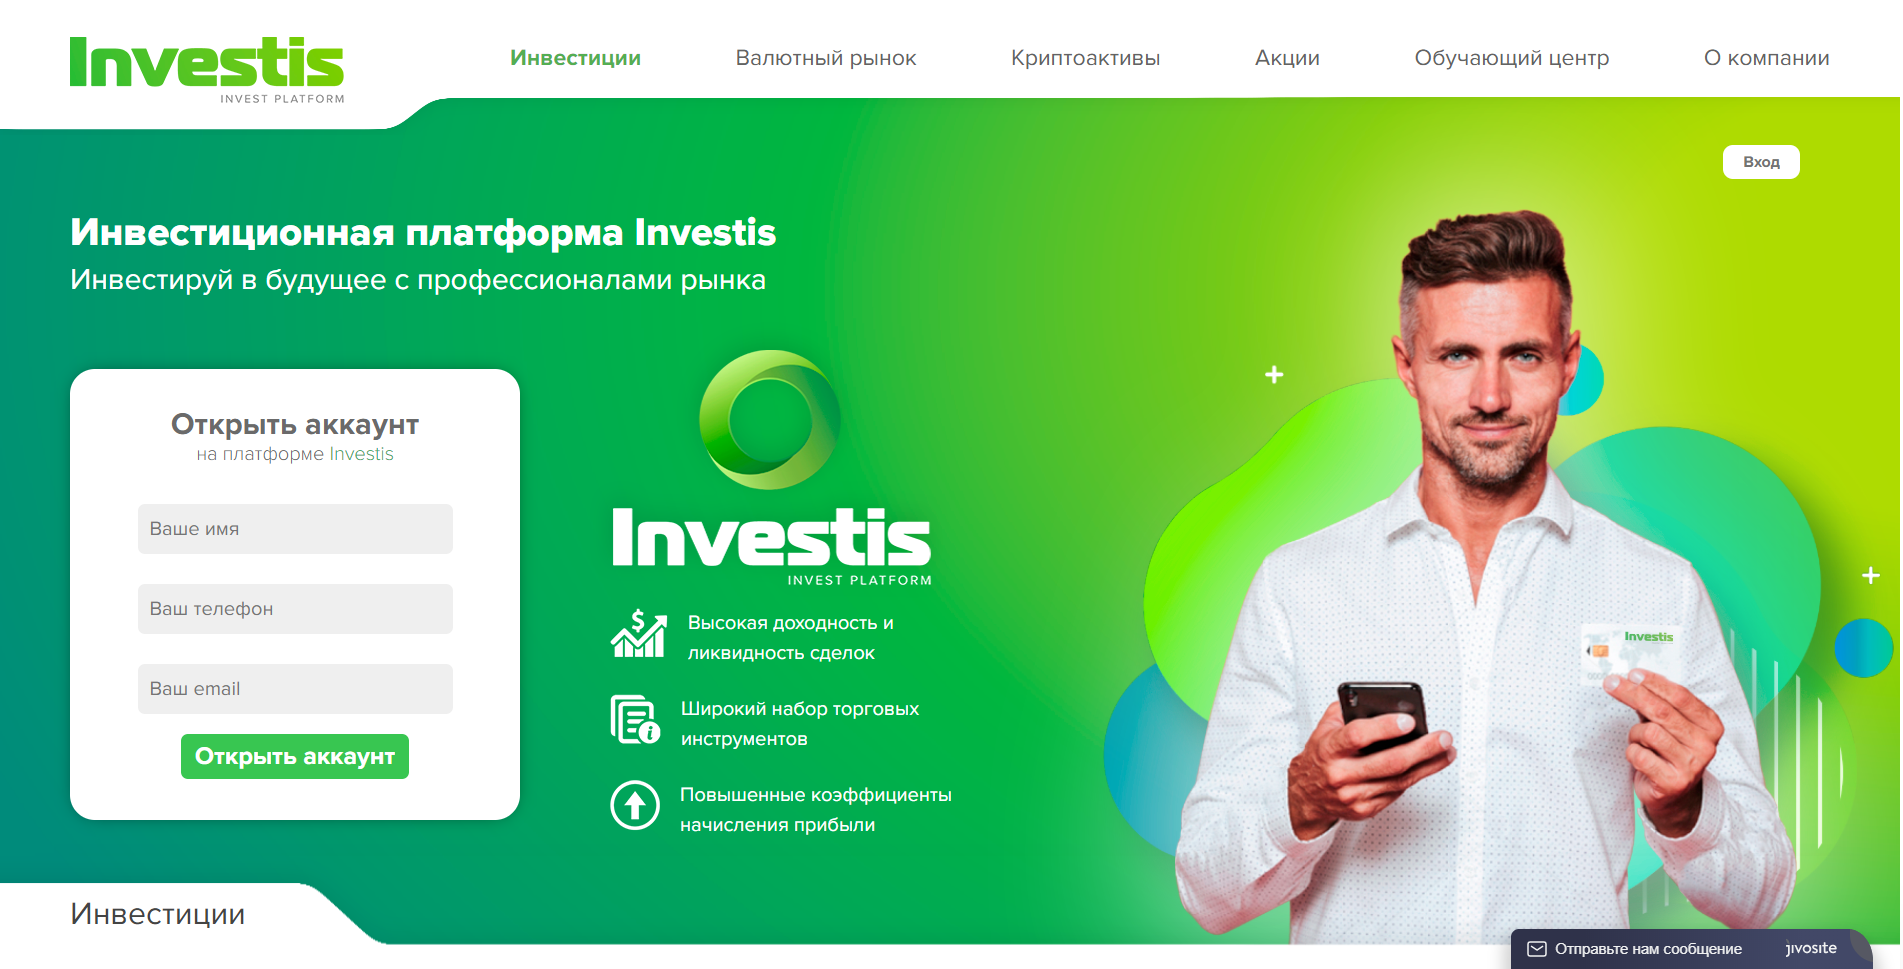 Investis
INVEST PLATFORM
Инвестиции
Валютный рынок
Криптоактивы
Акции
Обучающий центр
О компании
Вход
Инвестиционная платформа Investis
Инвестируй в будущее с профессионалами рынка
Открыть аккаунт
на платформе Investis
Ваше имя
Ваш телефон
Ваш email
Открыть аккаунт
Investis
INVEST PLATFORM
Высокая доходность и
ликвидность сделок
Широкий набор торговых
инструментов
Повышенные коэффициенты
начисления прибыли
Investis
Инвестиции
Отправьте нам сообщение
jivosite